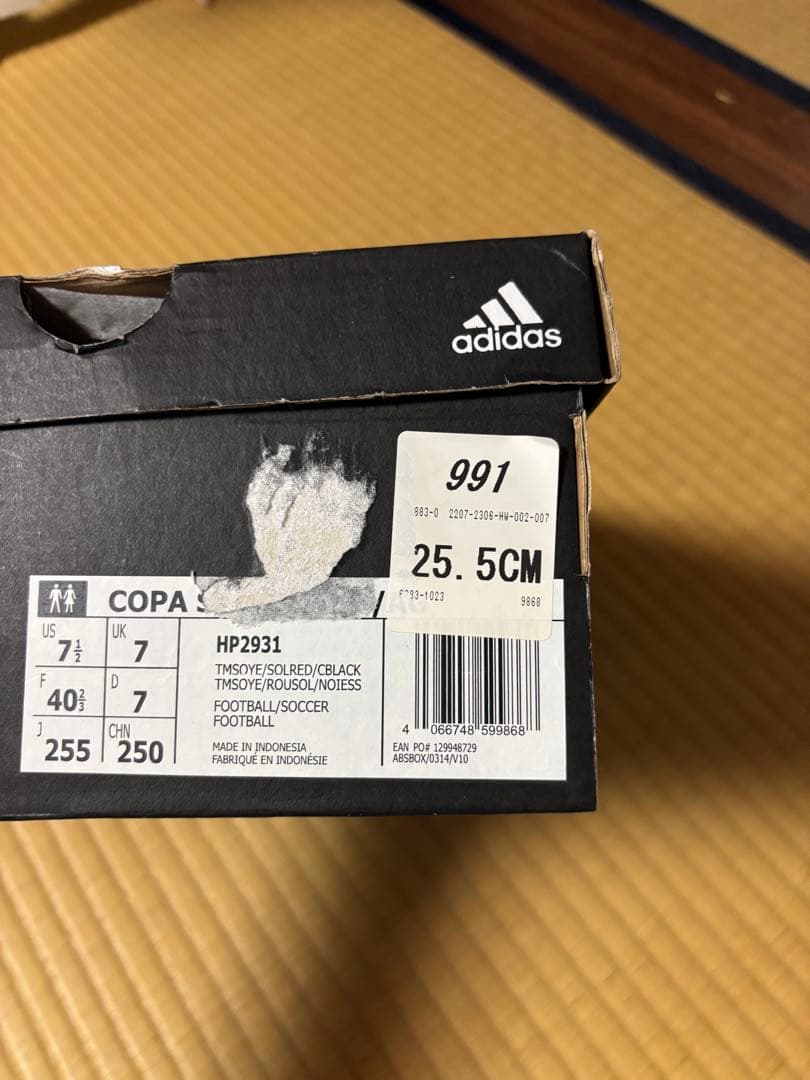 adidas
991
883-0 2207-2306-HW-002-007
25.5CM
93-1023 9868
COPA
US 7½
UK 7
F 40⅔
D 7
J 255
CHN 250
HP2931
TMSOYE/SOLRED/CBLACK
TMSOYE/ROUSOL/NOIESS
FOOTBALL/SOCCER
FOOTBALL
MADE IN INDONESIA
FABRIQUÉ EN INDONÉSIE
4 066748 599868
EAN PO# 129948729
ABSBOX/0314/V10